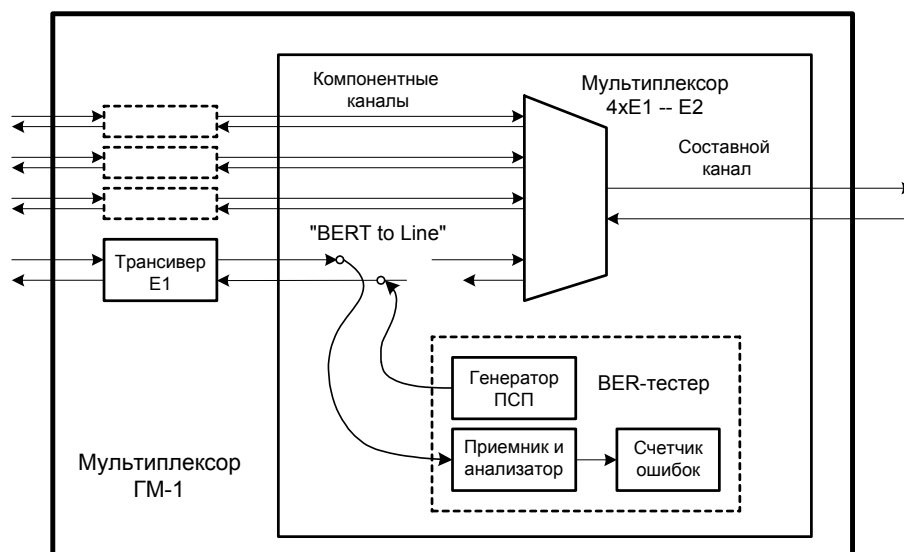 Компонентные
каналы
Мультиплексор
4xE1 -- E2
Составной
канал
"BERT to Line"
Трансивер
E1
Генератор
ПСП
BER-тестер
Приемник и
анализатор
Счетчик
ошибок
Мультиплексор
ГМ-1